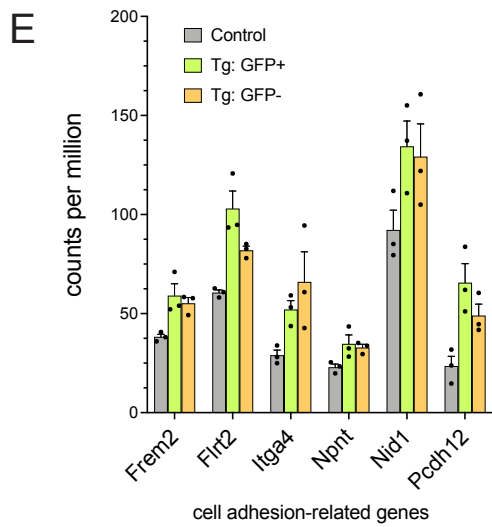 E
200
150
100
50
0
counts per million
Control
Tg: GFP+
Tg: GFP-
Frem2
Flrt2
Itga4
Npnt
Nid1
Pcdh12
cell adhesion-related genes